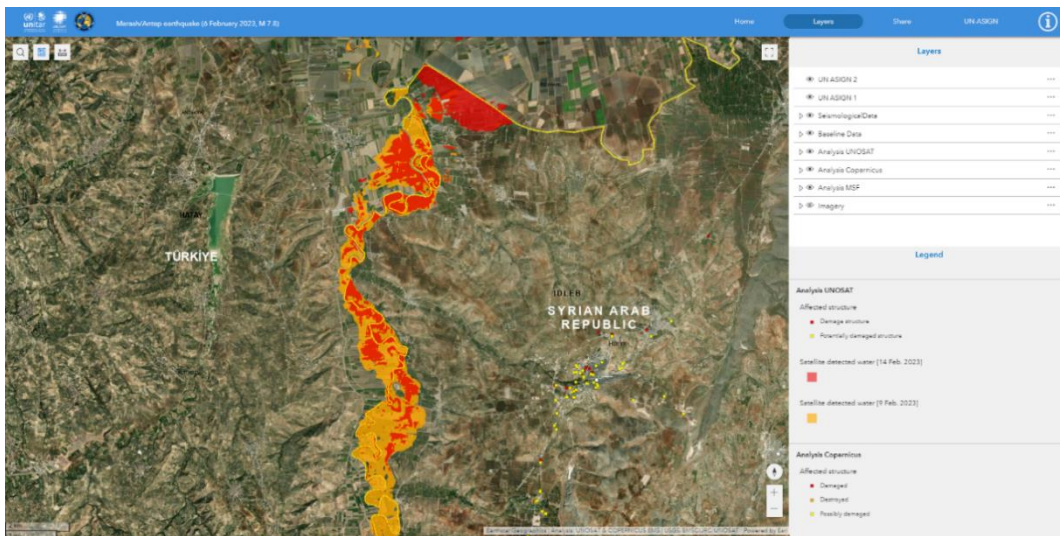 unitar
Home
Layers
Share
UN-ASIGN
Layers
UN ASIGN 2
UN ASIGN 1
SeismologicalData
Baseline Data
Analysis UNOSAT
Analysis Copernicus
Analysis MSF
Imagery
HATAY
TÜRKİYE
IDLEB
SYRIAN ARAB
REPUBLIC
Legend
Analysis UNOSAT
Affected structure
Damage structure
Potentially damaged structure
Satellite detected water (14 Feb. 2023)
Satellite detected water (9 Feb. 2023)
Analysis Copernicus
Affected structure
Damaged
Destroyed
Possibly damaged
earthquake (6 February 2023, M 7.8)